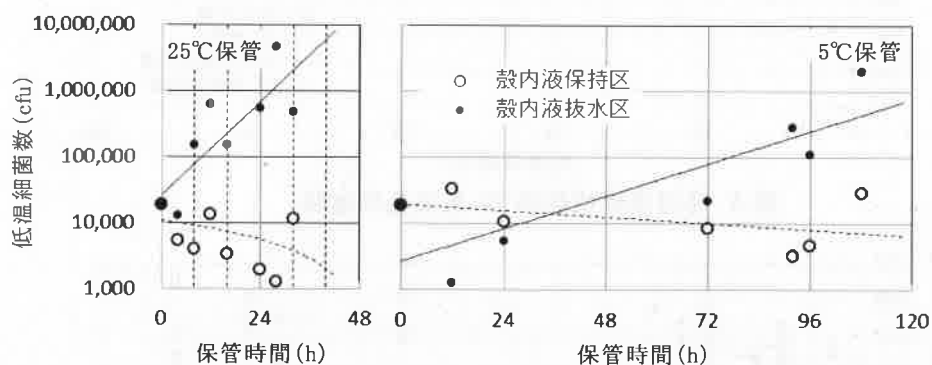 低温細菌数(cfu)
10,000,000
1,000,000
100,000
10,000
1,000
25℃保管
0
24
48
保管時間(h)
5℃保管
殻内液保持区
殻内液抜水区
0
24
48
72
96
120
保管時間(h)